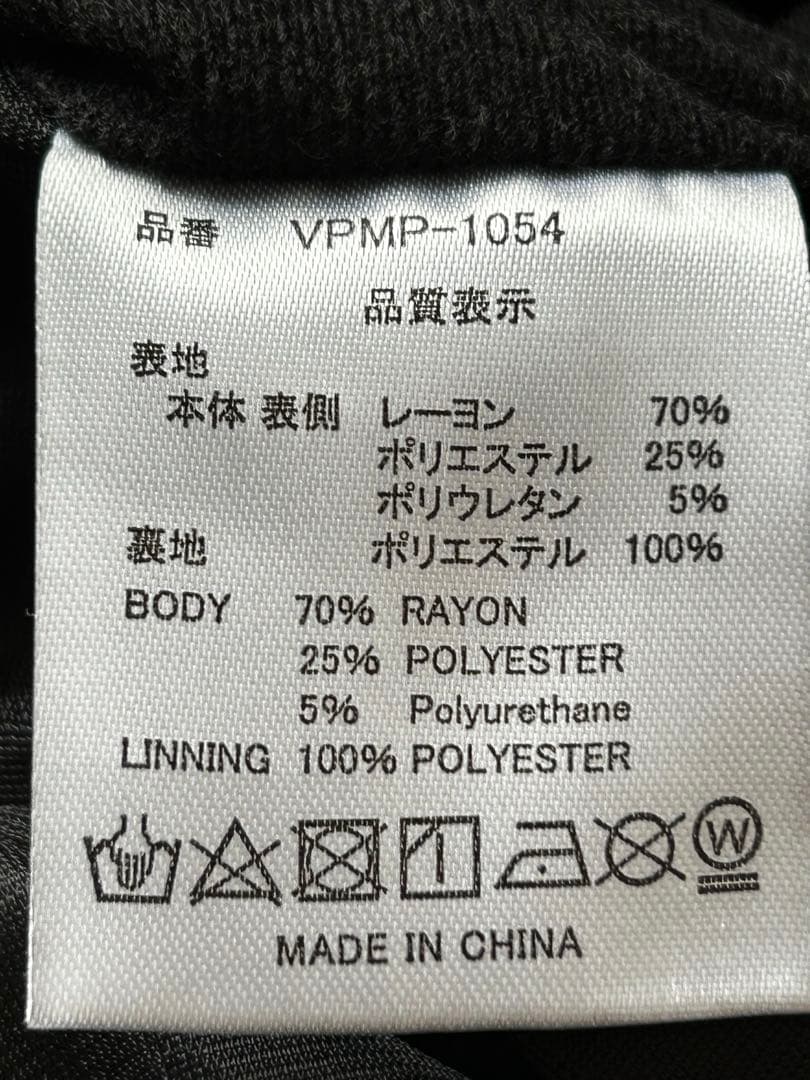 品番 VPMP-1054
品質表示
表地
本体 表側 レーヨン 70%
ポリエステル 25%
ポリウレタン 5%
裏地 ポリエステル 100%
BODY 70% RAYON
25% POLYESTER
5% Polyurethane
LINNING 100% POLYESTER
W
MADE IN CHINA